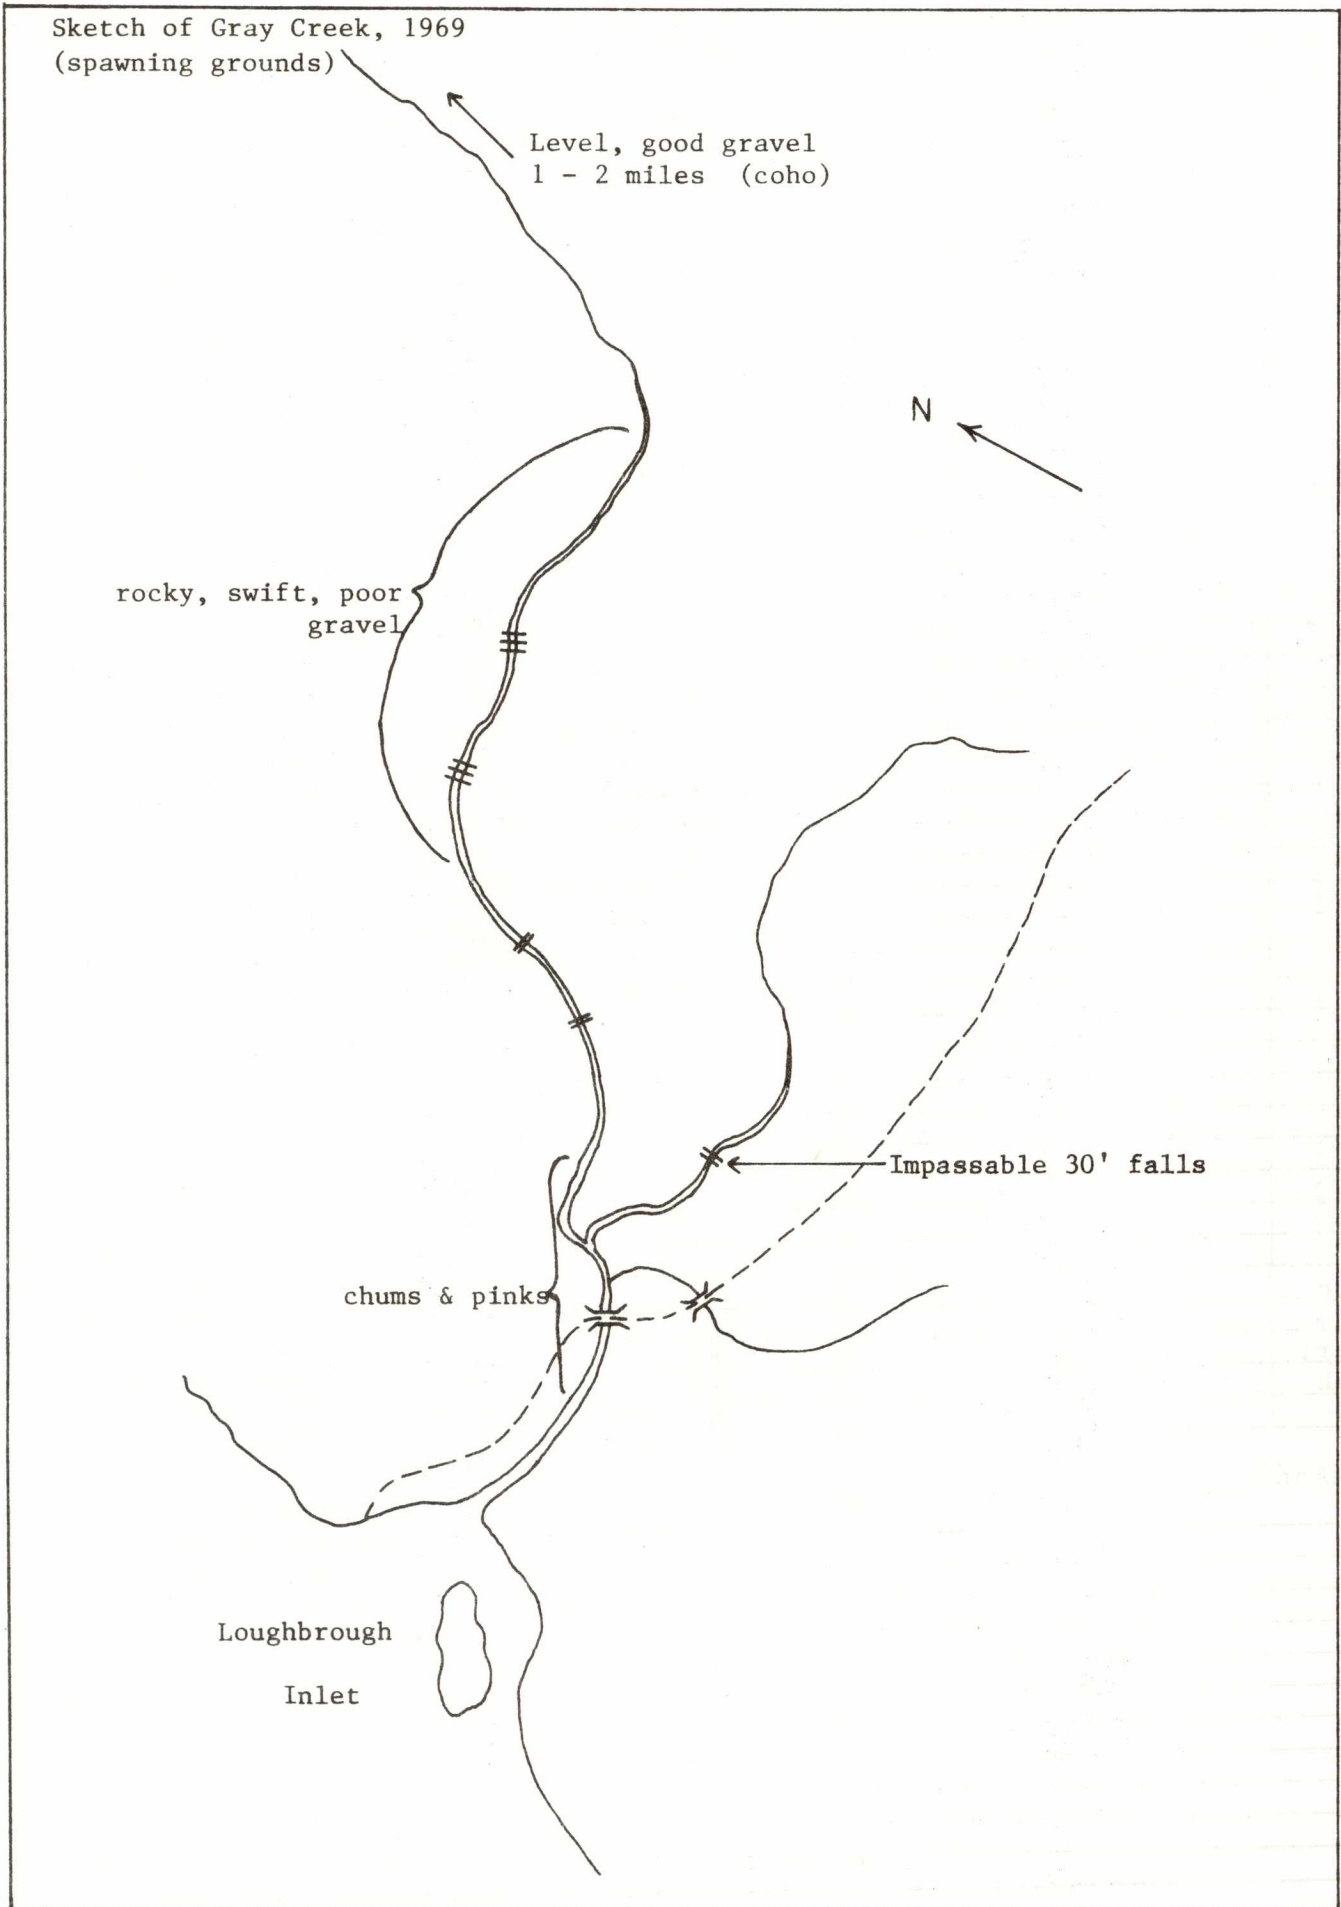 Sketch of Gray Creek, 1969
(spawning grounds)
Level, good gravel
1 - 2 miles (coho)
N
rocky, swift, poor
gravel
Impassable 30' falls
chums & pinks
Loughbrough
Inlet